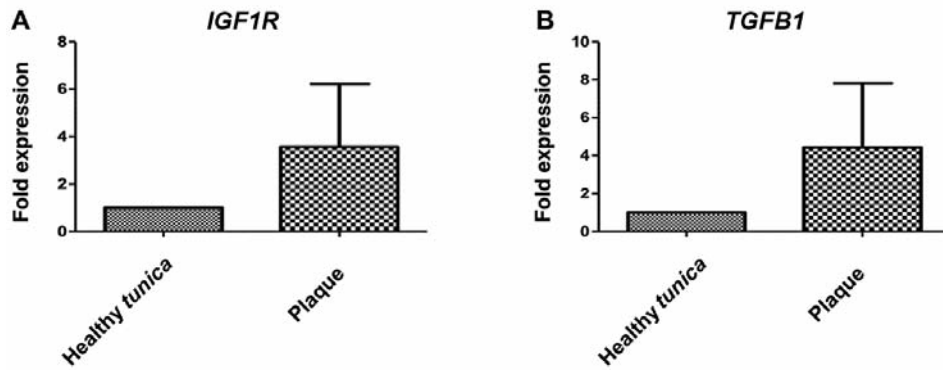 A
IGF1R
Fold expression
8
6
4
2
0
Healthy tunica
Plaque
B
TGFB1
Fold expression
10
8
6
4
2
0
Healthy tunica
Plaque